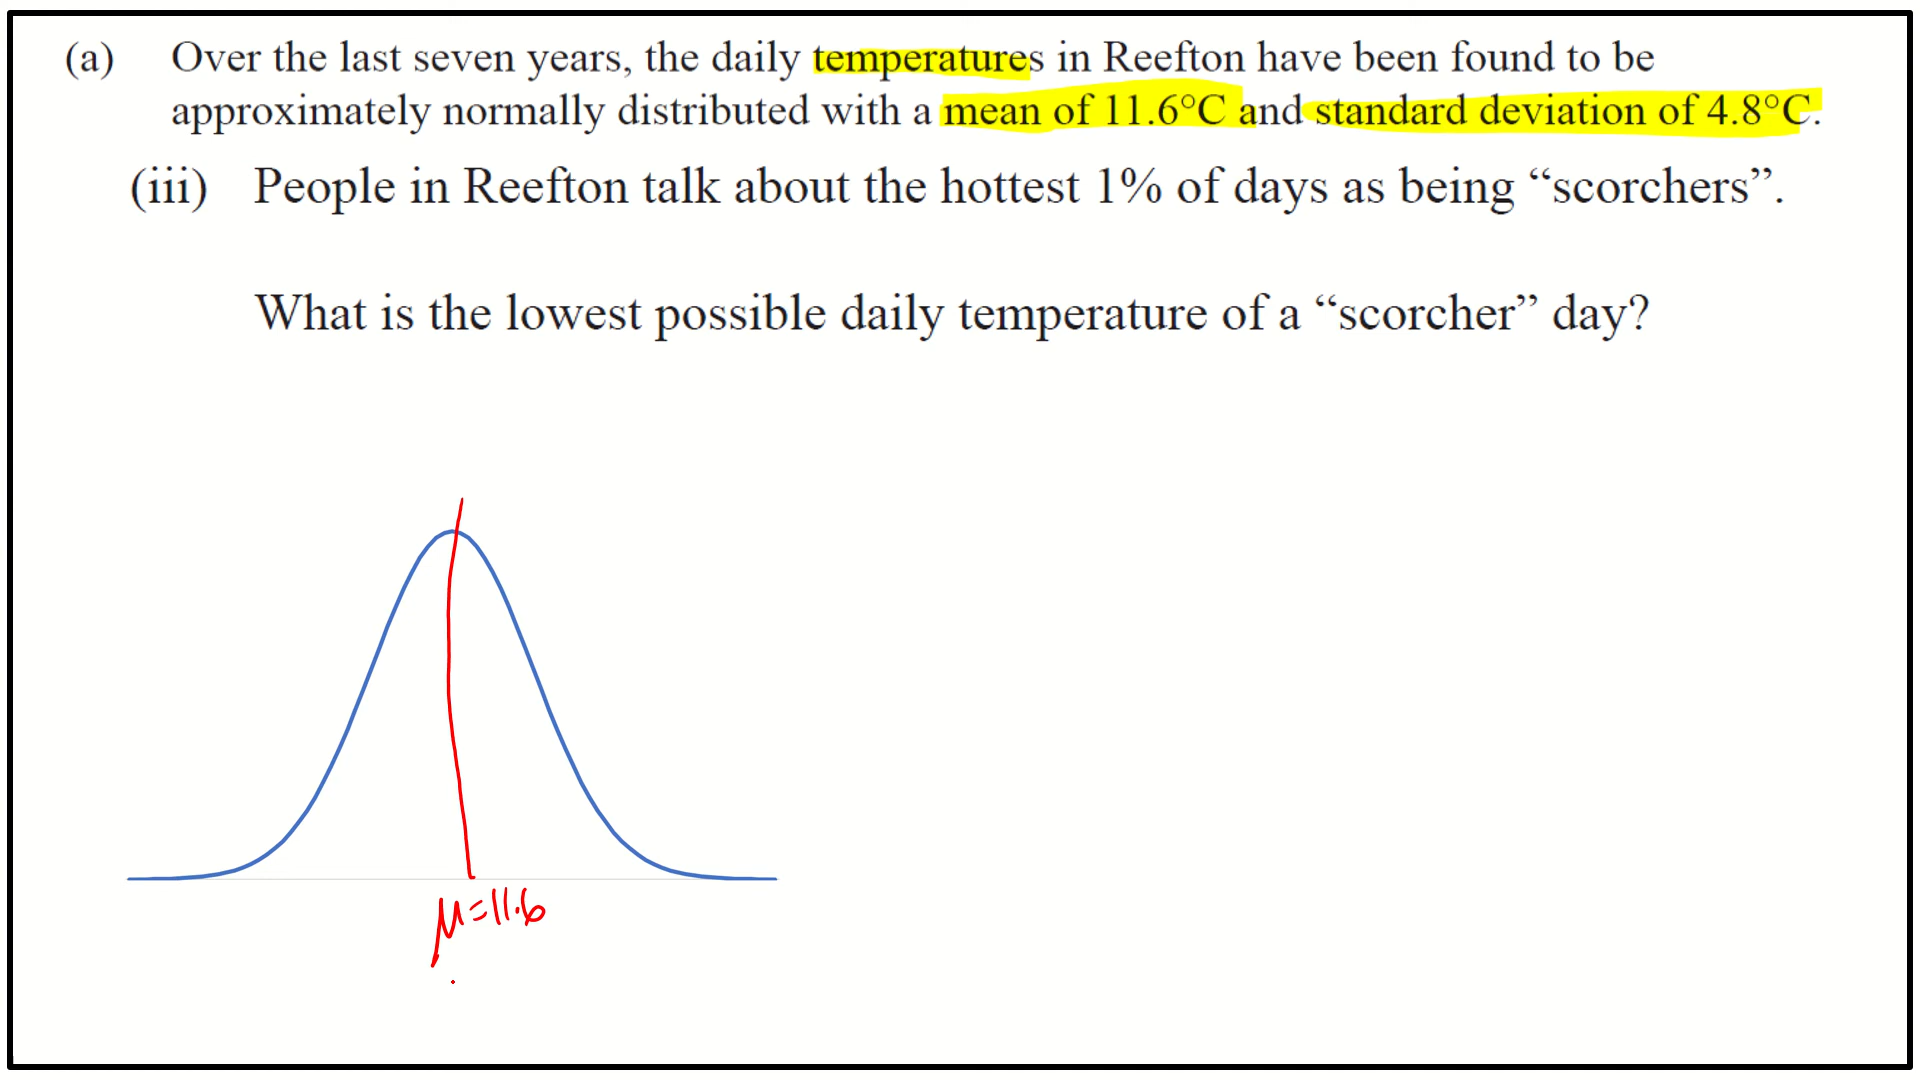 (a) Over the last seven years, the daily temperatures in Reefton have been found to be
approximately normally distributed with a mean of 11.6°C and standard deviation of 4.8°C.
(iii) People in Reefton talk about the hottest 1% of days as being “scorchers”.
What is the lowest possible daily temperature of a “scorcher” day?
μ=11.6